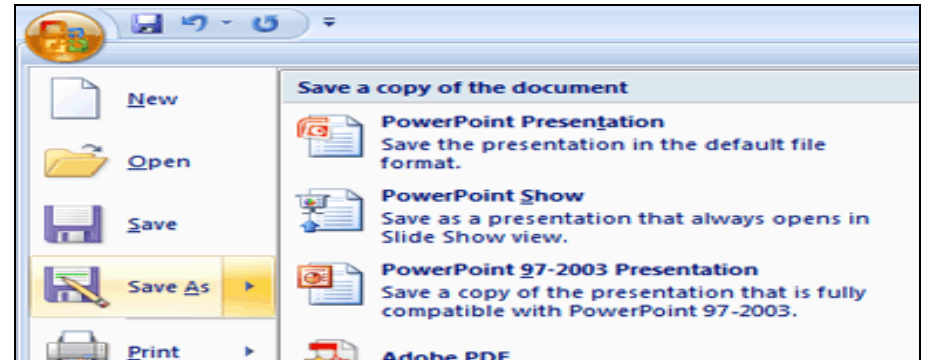 New
Open
Save
Save As
Print
Save a copy of the document
PowerPoint Presentation
Save the presentation in the default file
format.
PowerPoint Show
Save as a presentation that always opens in
Slide Show view.
PowerPoint 97-2003 Presentation
Save a copy of the presentation that is fully
compatible with PowerPoint 97-2003.
Adobe PDF